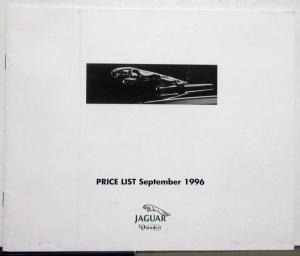 PRICE LIST September 1996
JAGUAR
Daimler